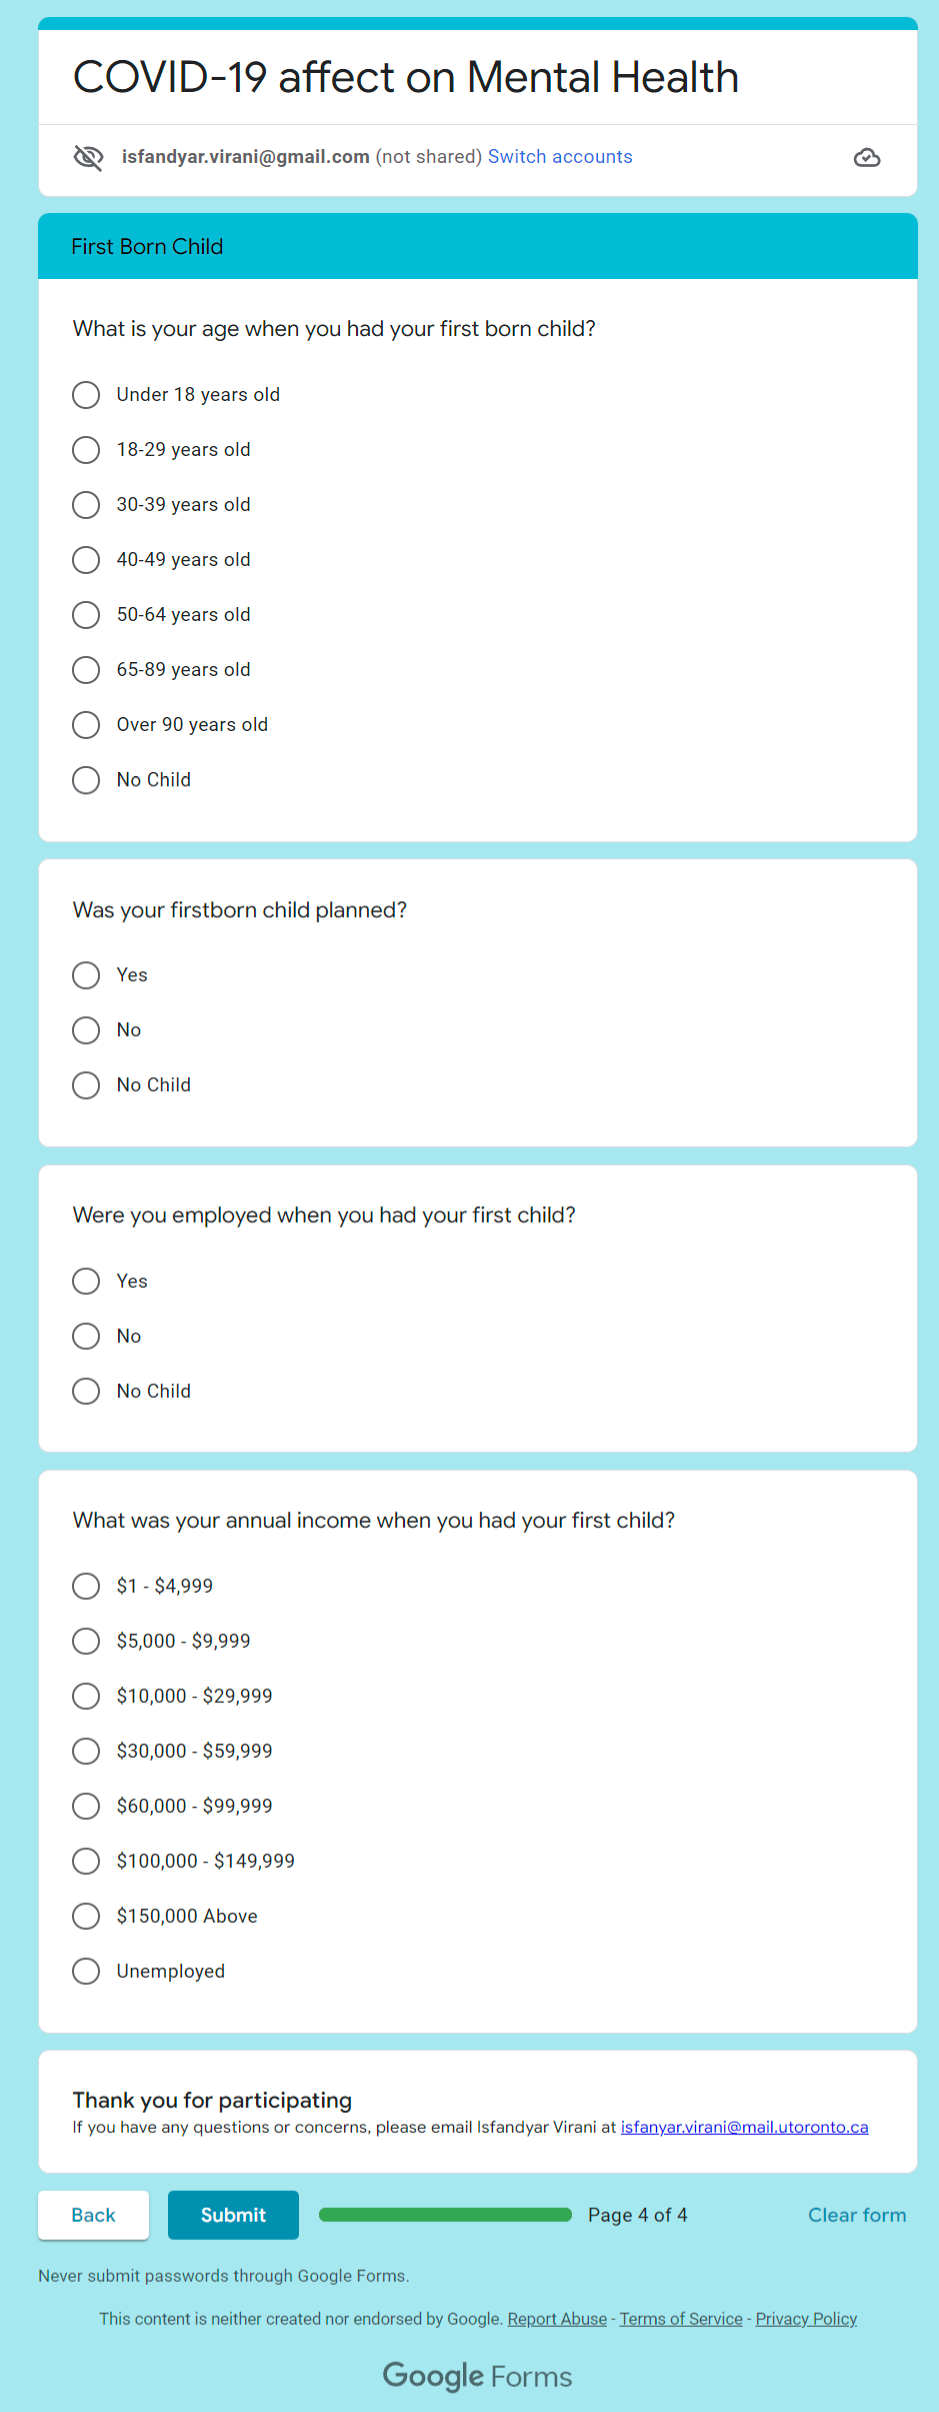 COVID-19 affect on Mental Health
isfandyar.virani@gmail.com (not shared) Switch accounts
First Born Child
What is your age when you had your first born child?
Under 18 years old
18-29 years old
30-39 years old
40-49 years old
50-64 years old
65-89 years old
Over 90 years old
No Child
Was your firstborn child planned?
Yes
No
No Child
Were you employed when you had your first child?
Yes
No
No Child
What was your annual income when you had your first child?
$1 - $4,999
$5,000 - $9,999
$10,000 - $29,999
$30,000 - $59,999
$60,000 - $99,999
$100,000 - $149,999
$150,000 Above
Unemployed
Thank you for participating
If you have any questions or concerns, please email Isfandyar Virani at isfanyar.virani@mail.utoronto.ca
Back Submit Page 4 of 4 Clear form
Never submit passwords through Google Forms.
This content is neither created nor endorsed by Google. Report Abuse - Terms of Service - Privacy Policy
Google Forms